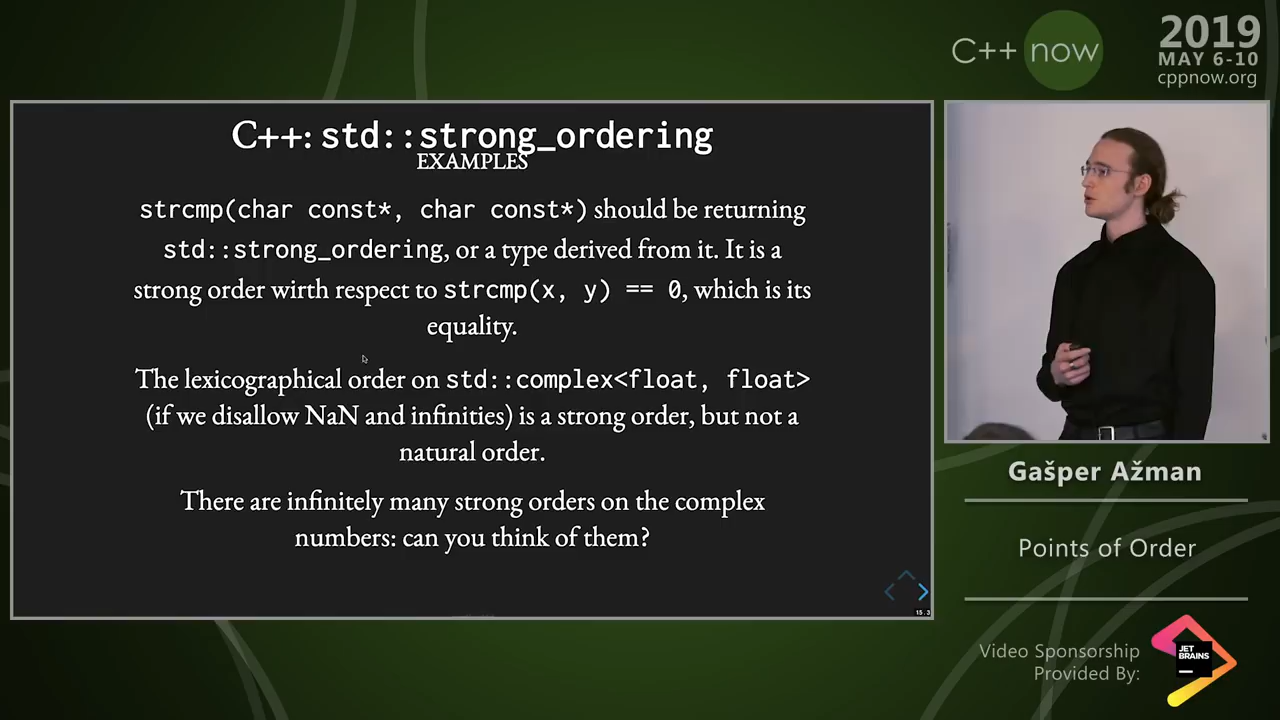 C++ now
2019
MAY 6-10
cppnow.org
C++: std::strong_ordering
EXAMPLES
strcmp(char const*, char const*) should be returning
std::strong_ordering, or a type derived from it. It is a
strong order wirth respect to strcmp(x, y) == 0, which is its
equality.
The lexicographical order on std::complex<float, float>
(if we disallow NaN and infinities) is a strong order, but not a
natural order.
There are infinitely many strong orders on the complex
numbers: can you think of them?
15.3
Gašper Ažman
Points of Order
Video Sponsorship
Provided By:
JET
BRAINS